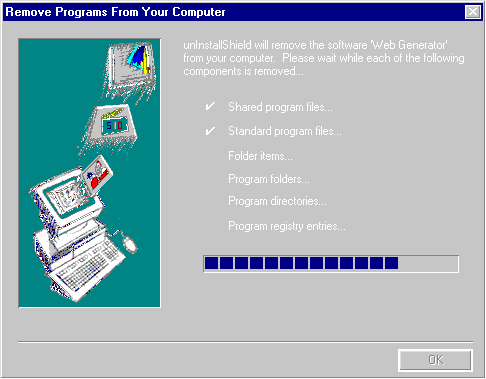 Remove Programs From Your Computer
unInstallShield will remove the software 'Web Generator'
from your computer.  Please wait while each of the following
components is removed...
Shared program files...
Standard program files...
Folder items...
Program folders...
Program directories...
Program registry entries...
OK